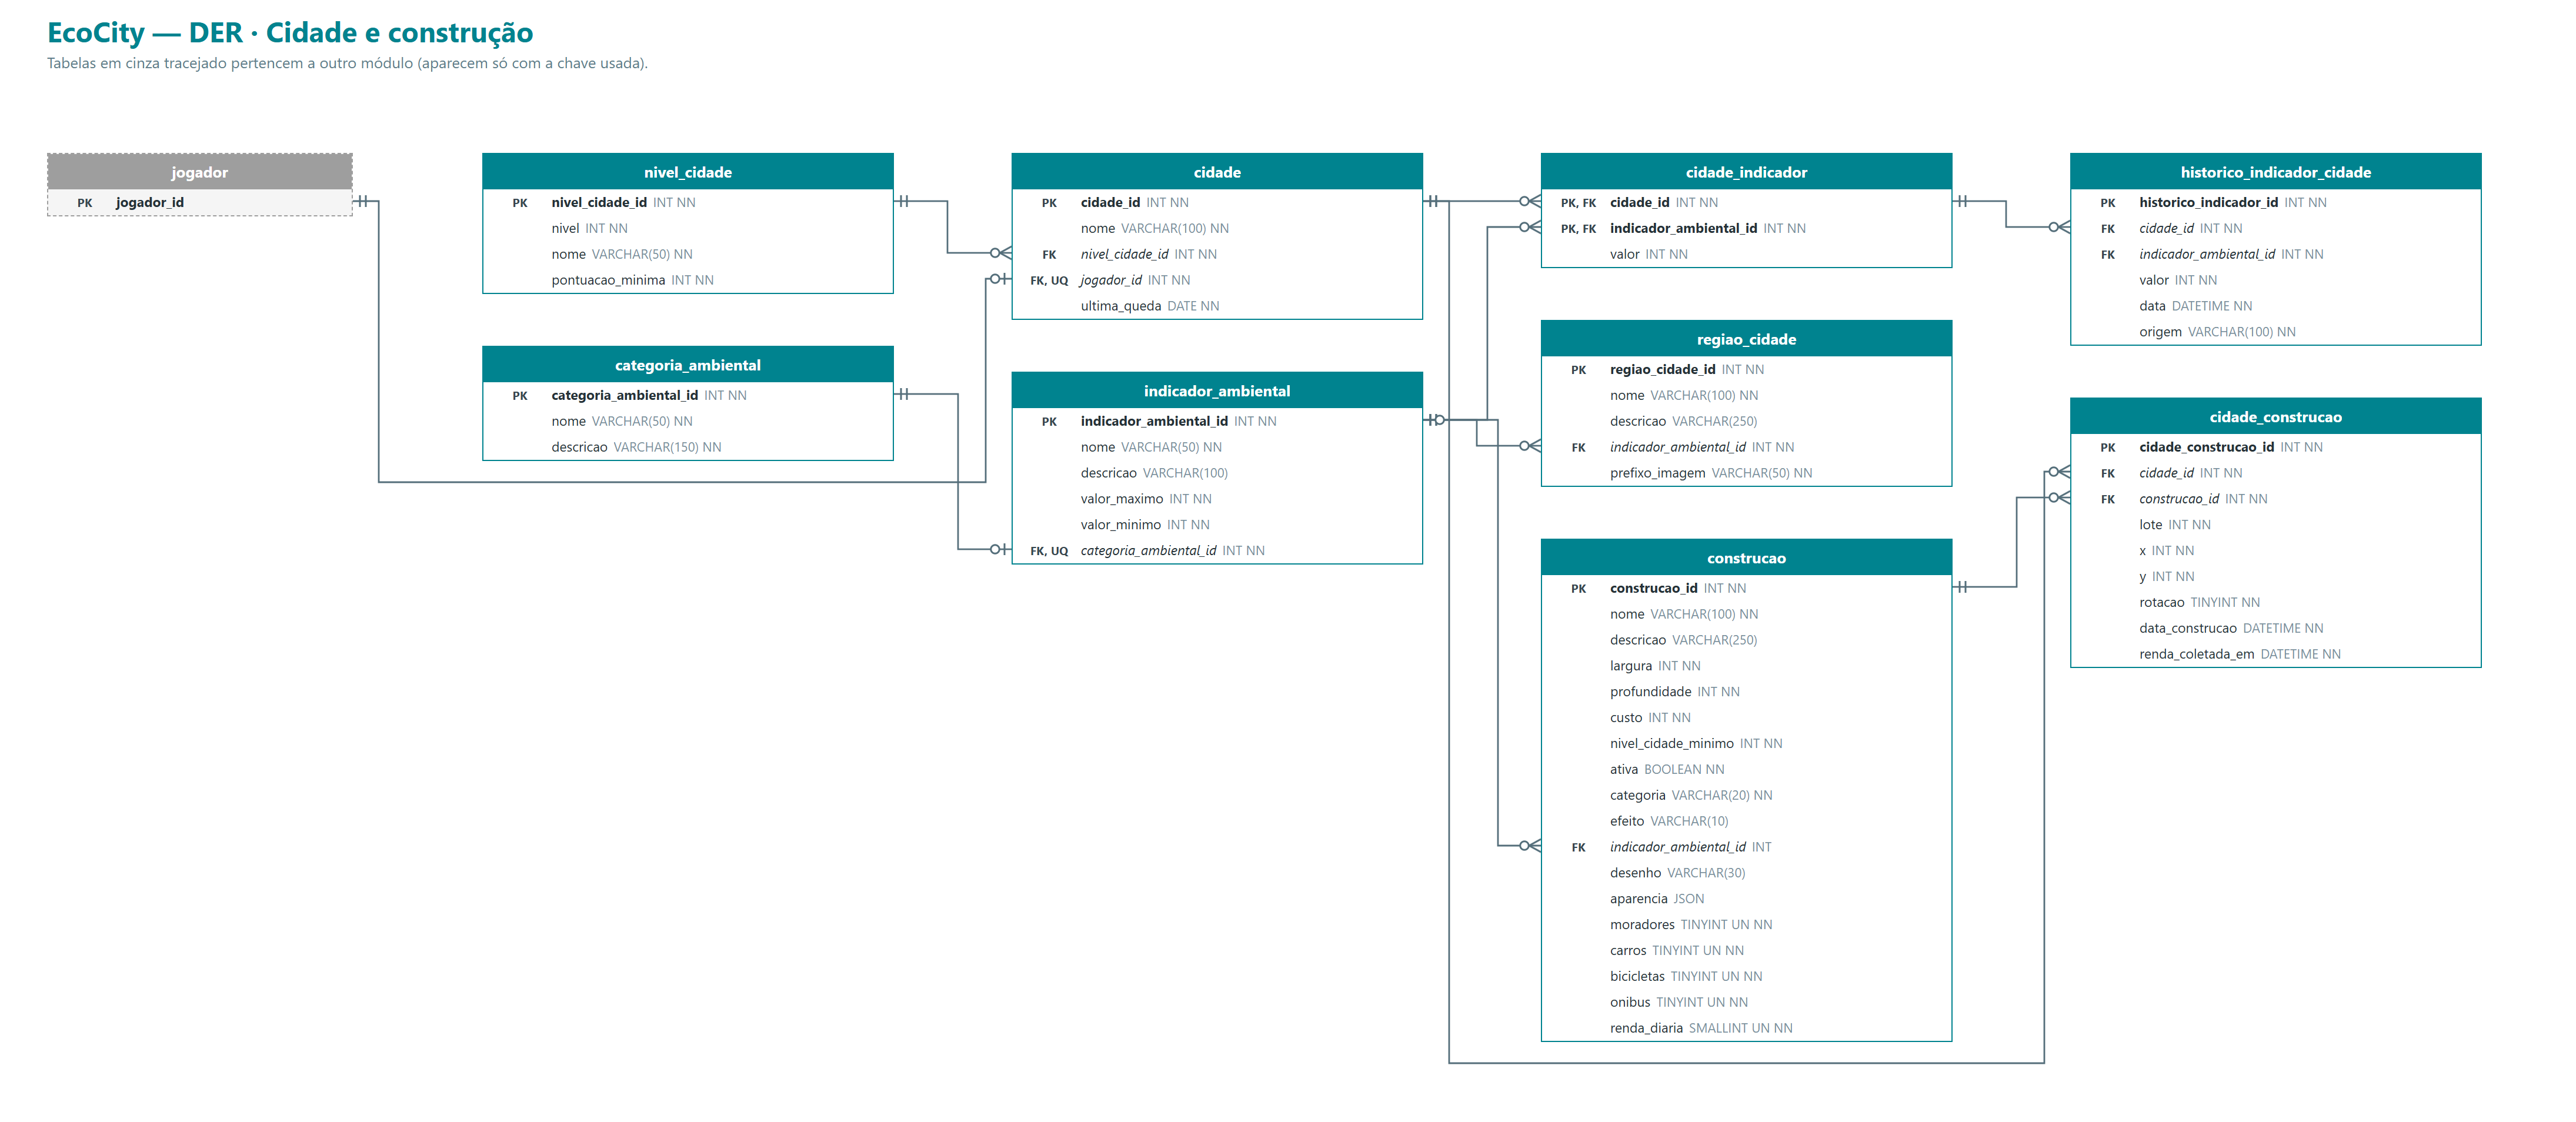 EcoCity — DER · Cidade e construção
Tabelas em cinza tracejado pertencem a outro módulo (aparecem só com a chave usada).
jogador
PK jogador_id
nivel_cidade
PK nivel_cidade_id INT NN
nivel INT NN
nome VARCHAR(50) NN
pontuacao_minima INT NN
categoria_ambiental
PK categoria_ambiental_id INT NN
nome VARCHAR(50) NN
descricao VARCHAR(150) NN
cidade
PK cidade_id INT NN
nome VARCHAR(100) NN
FK nivel_cidade_id INT NN
FK, UQ jogador_id INT NN
ultima_queda DATE NN
indicador_ambiental
PK indicador_ambiental_id INT NN
nome VARCHAR(50) NN
descricao VARCHAR(100)
valor_maximo INT NN
valor_minimo INT NN
FK, UQ categoria_ambiental_id INT NN
cidade_indicador
PK, FK cidade_id INT NN
PK, FK indicador_ambiental_id INT NN
valor INT NN
regiao_cidade
PK regiao_cidade_id INT NN
nome VARCHAR(100) NN
descricao VARCHAR(250)
FK indicador_ambiental_id INT NN
prefixo_imagem VARCHAR(50) NN
construcao
PK construcao_id INT NN
nome VARCHAR(100) NN
descricao VARCHAR(250)
largura INT NN
profundidade INT NN
custo INT NN
nivel_cidade_minimo INT NN
ativa BOOLEAN NN
categoria VARCHAR(20) NN
efeito VARCHAR(10)
FK indicador_ambiental_id INT
desenho VARCHAR(30)
aparencia JSON
moradores TINYINT UN NN
carros TINYINT UN NN
bicicletas TINYINT UN NN
onibus TINYINT UN NN
renda_diaria SMALLINT UN NN
historico_indicador_cidade
PK historico_indicador_id INT NN
FK cidade_id INT NN
FK indicador_ambiental_id INT NN
valor INT NN
data DATETIME NN
origem VARCHAR(100) NN
cidade_construcao
PK cidade_construcao_id INT NN
FK cidade_id INT NN
FK construcao_id INT NN
lote INT NN
x INT NN
y INT NN
rotacao TINYINT NN
data_construcao DATETIME NN
renda_coletada_em DATETIME NN